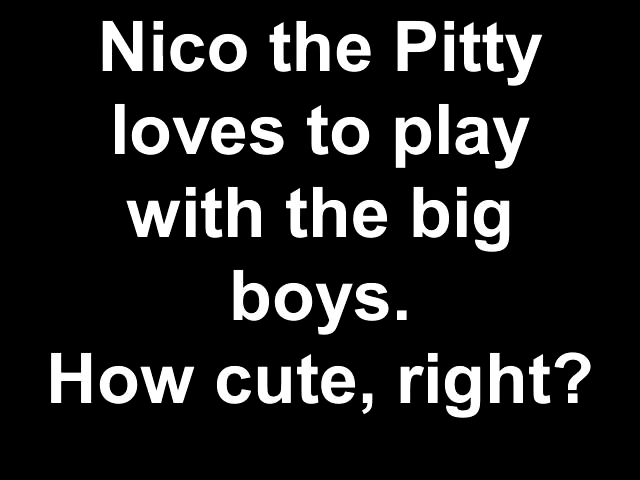 Nico the Pitty
loves to play
with the big
boys.
How cute, right?